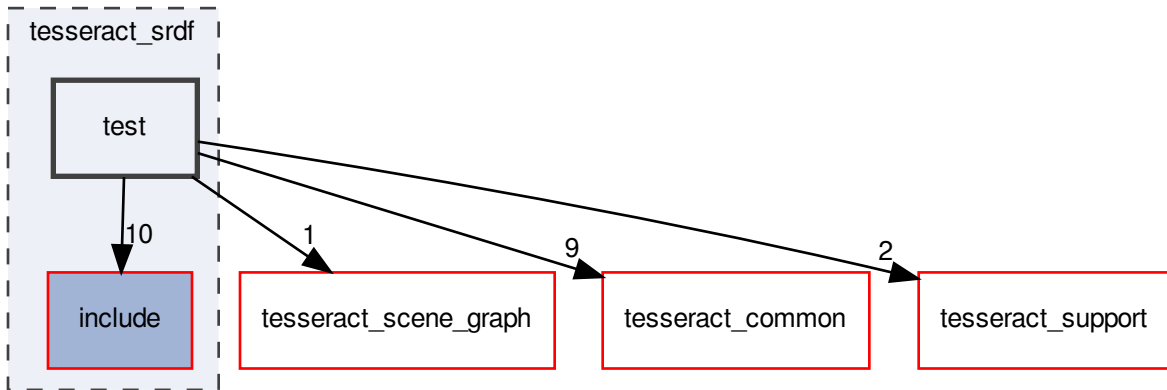 tesseract_srdf
test
10
1
9
2
include
tesseract_scene_graph
tesseract_common
tesseract_support